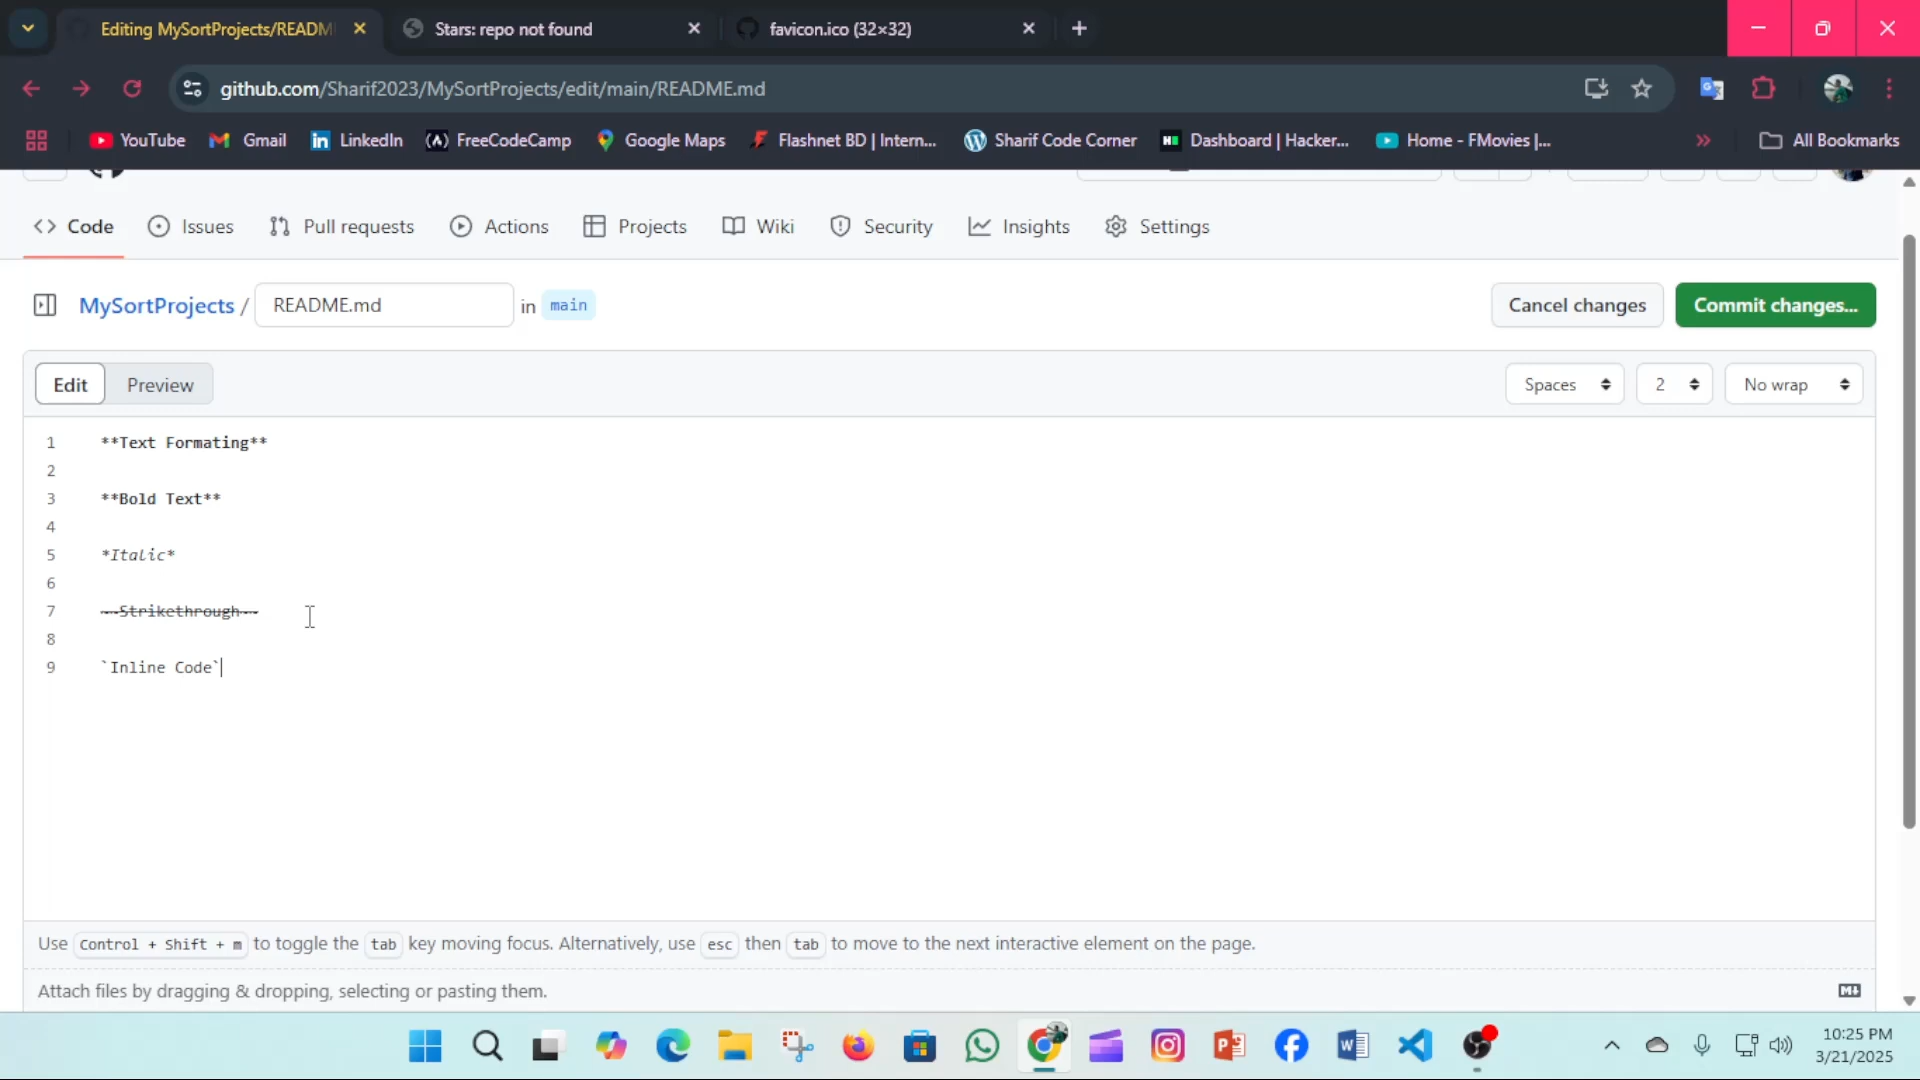 Editing MySortProjects/READM
Stars: repo not found
favicon.ico (32×32)
github.com/Sharif2023/MySortProjects/edit/main/README.md
YouTube
Gmail
LinkedIn
FreeCodeCamp
Google Maps
Flashnet BD | Intern...
Sharif Code Corner
Dashboard | Hacker...
Home - FMovies |...
All Bookmarks
Code
Issues
Pull requests
Actions
Projects
Wiki
Security
Insights
Settings
MySortProjects / README.md in main
Cancel changes
Commit changes...
Edit
Preview
Spaces
2
No wrap
1 **Text Formating**
2
3 **Bold Text**
4
5 *Italic*
6
7 ~~Strikethrough~~
8
9 `Inline Code`
Use Control + Shift + m to toggle the tab key moving focus. Alternatively, use esc then tab to move to the next interactive element on the page.
Attach files by dragging & dropping, selecting or pasting them.
10:25 PM
3/21/2025